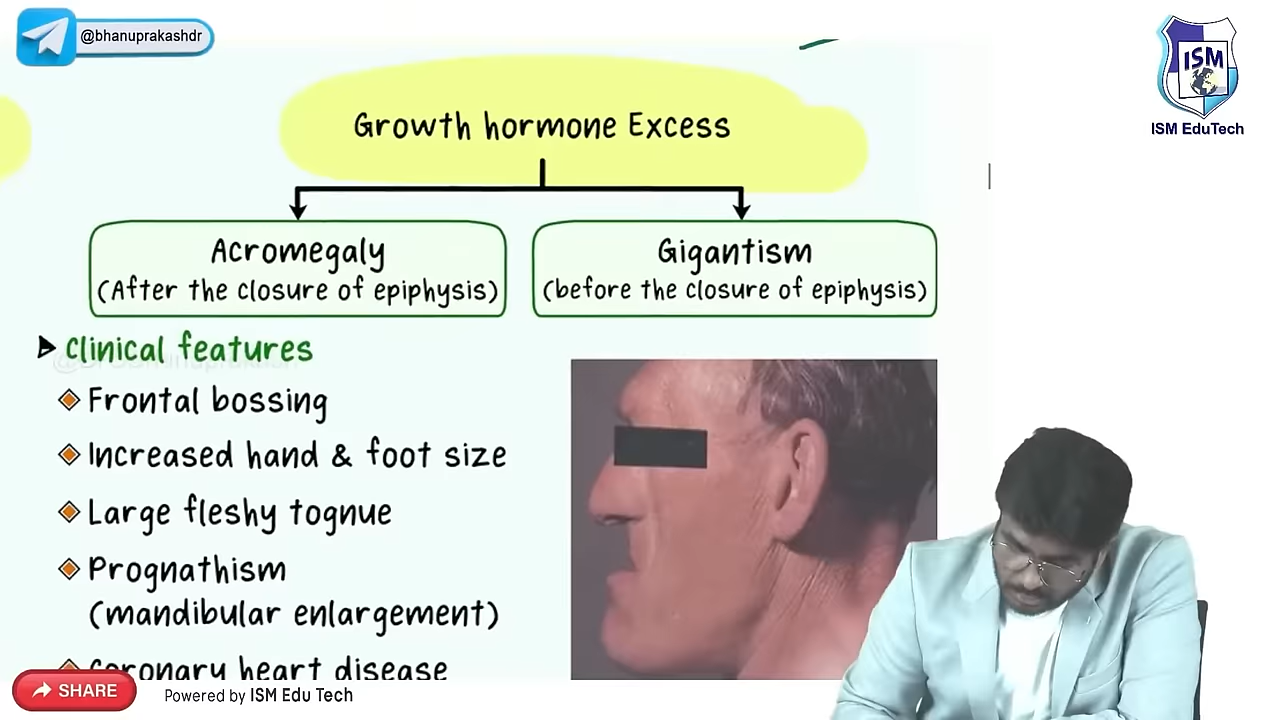 @bhanuprakashdr
ISM
ISM EduTech
Growth hormone Excess
Acromegaly
(After the closure of epiphysis)
Gigantism
(before the closure of epiphysis)
Clinical features
Frontal bossing
Increased hand & foot size
Large fleshy tognue
Prognathism
(mandibular enlargement)
Coronary heart disease
SHARE
Powered by ISM Edu Tech